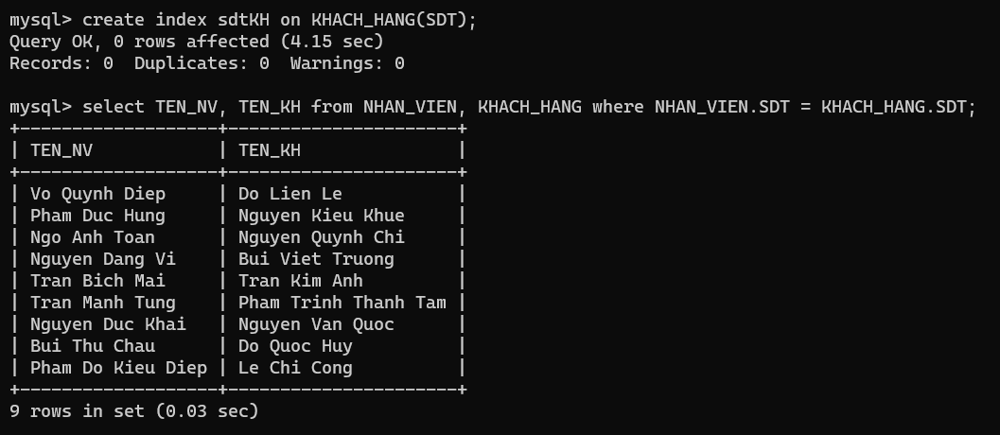 mysql> create index sdtKH on KHACH_HANG(SDT);
Query OK, 0 rows affected (4.15 sec)
Records: 0  Duplicates: 0  Warnings: 0

mysql> select TEN_NV, TEN_KH from NHAN_VIEN, KHACH_HANG where NHAN_VIEN.SDT = KHACH_HANG.SDT;
+-------------------+----------------------+
| TEN_NV            | TEN_KH               |
+-------------------+----------------------+
| Vo Quynh Diep     | Do Lien Le           |
| Pham Duc Hung     | Nguyen Kieu Khue     |
| Ngo Anh Toan      | Nguyen Quynh Chi     |
| Nguyen Dang Vi    | Bui Viet Truong      |
| Tran Bich Mai     | Tran Kim Anh         |
| Tran Manh Tung    | Pham Trinh Thanh Tam |
| Nguyen Duc Khai   | Nguyen Van Quoc      |
| Bui Thu Chau      | Do Quoc Huy          |
| Pham Do Kieu Diep | Le Chi Cong          |
+-------------------+----------------------+
9 rows in set (0.03 sec)